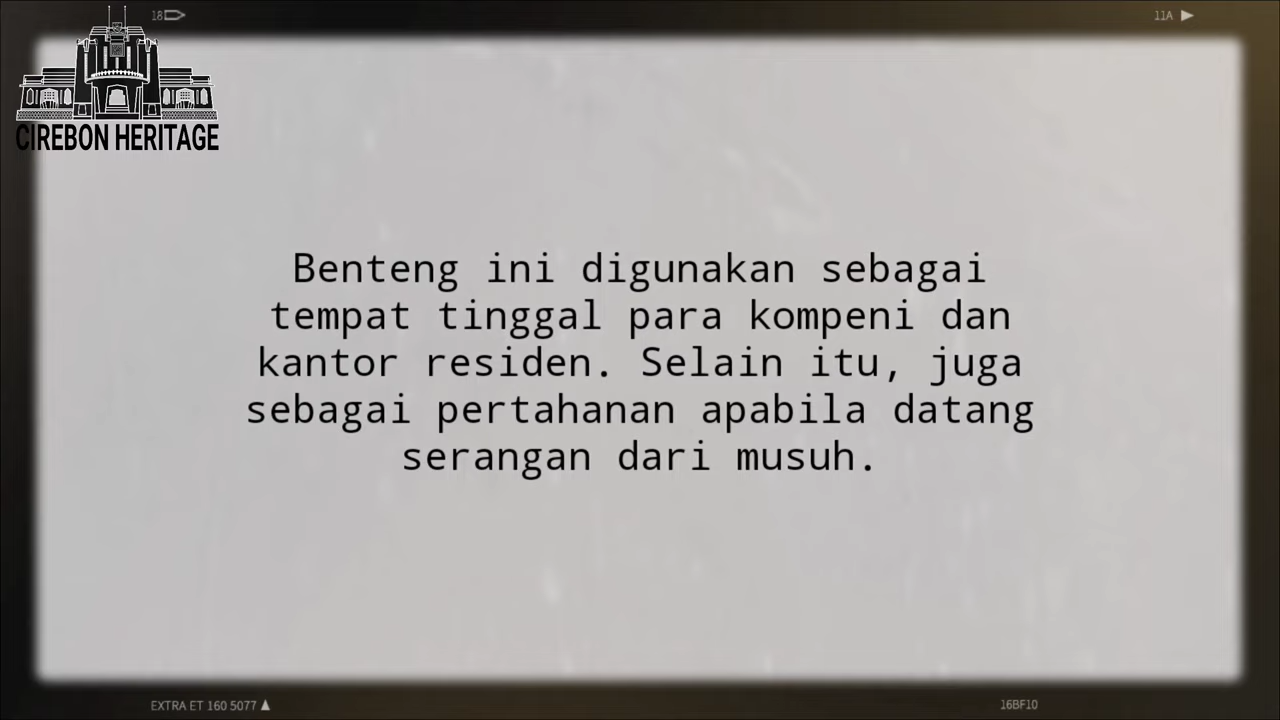 18
11A
CIREBON HERITAGE
Benteng ini digunakan sebagai
tempat tinggal para kompeni dan
kantor residen. Selain itu, juga
sebagai pertahanan apabila datang
serangan dari musuh.
EXTRA ET 160 5077
16BF10